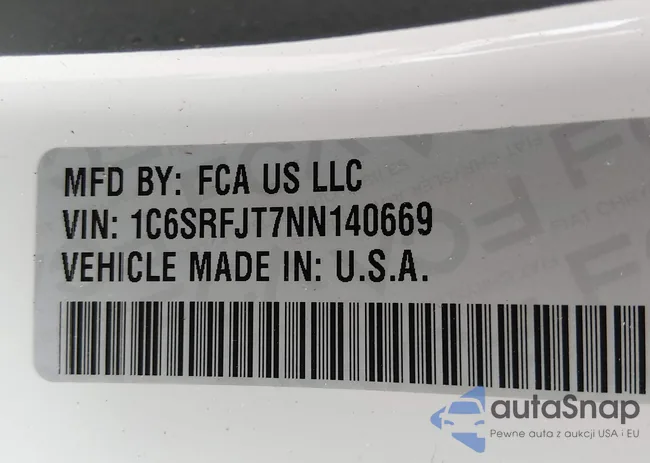 MFD BY: FCA US LLC
VIN: 1C6SRFJT7NN140669
VEHICLE MADE IN: U.S.A.
autaSnap
Pewne auta z aukcji USA i EU